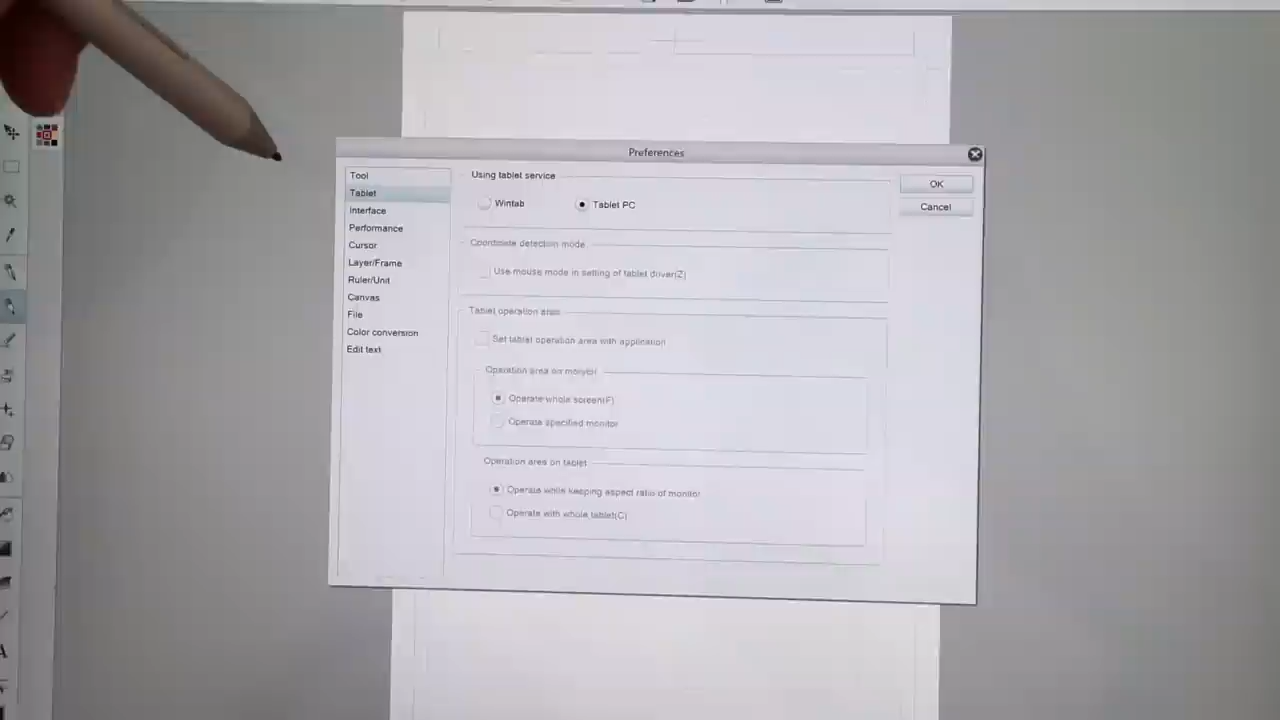 Preferences
Tool
Tablet
Interface
Performance
Cursor
Layer/Frame
Ruler/Unit
Canvas
File
Color conversion
Edit text
Using tablet service
Wintab
Tablet PC
Coordinate detection mode
Use mouse mode in setting of tablet driver(Z)
Tablet operation area
Set tablet operation area with application
Operation area on monitor
Operate whole screen(F)
Operate specified monitor
Operation area on tablet
Operate while keeping aspect ratio of monitor
Operate with whole tablet(C)
OK
Cancel
A